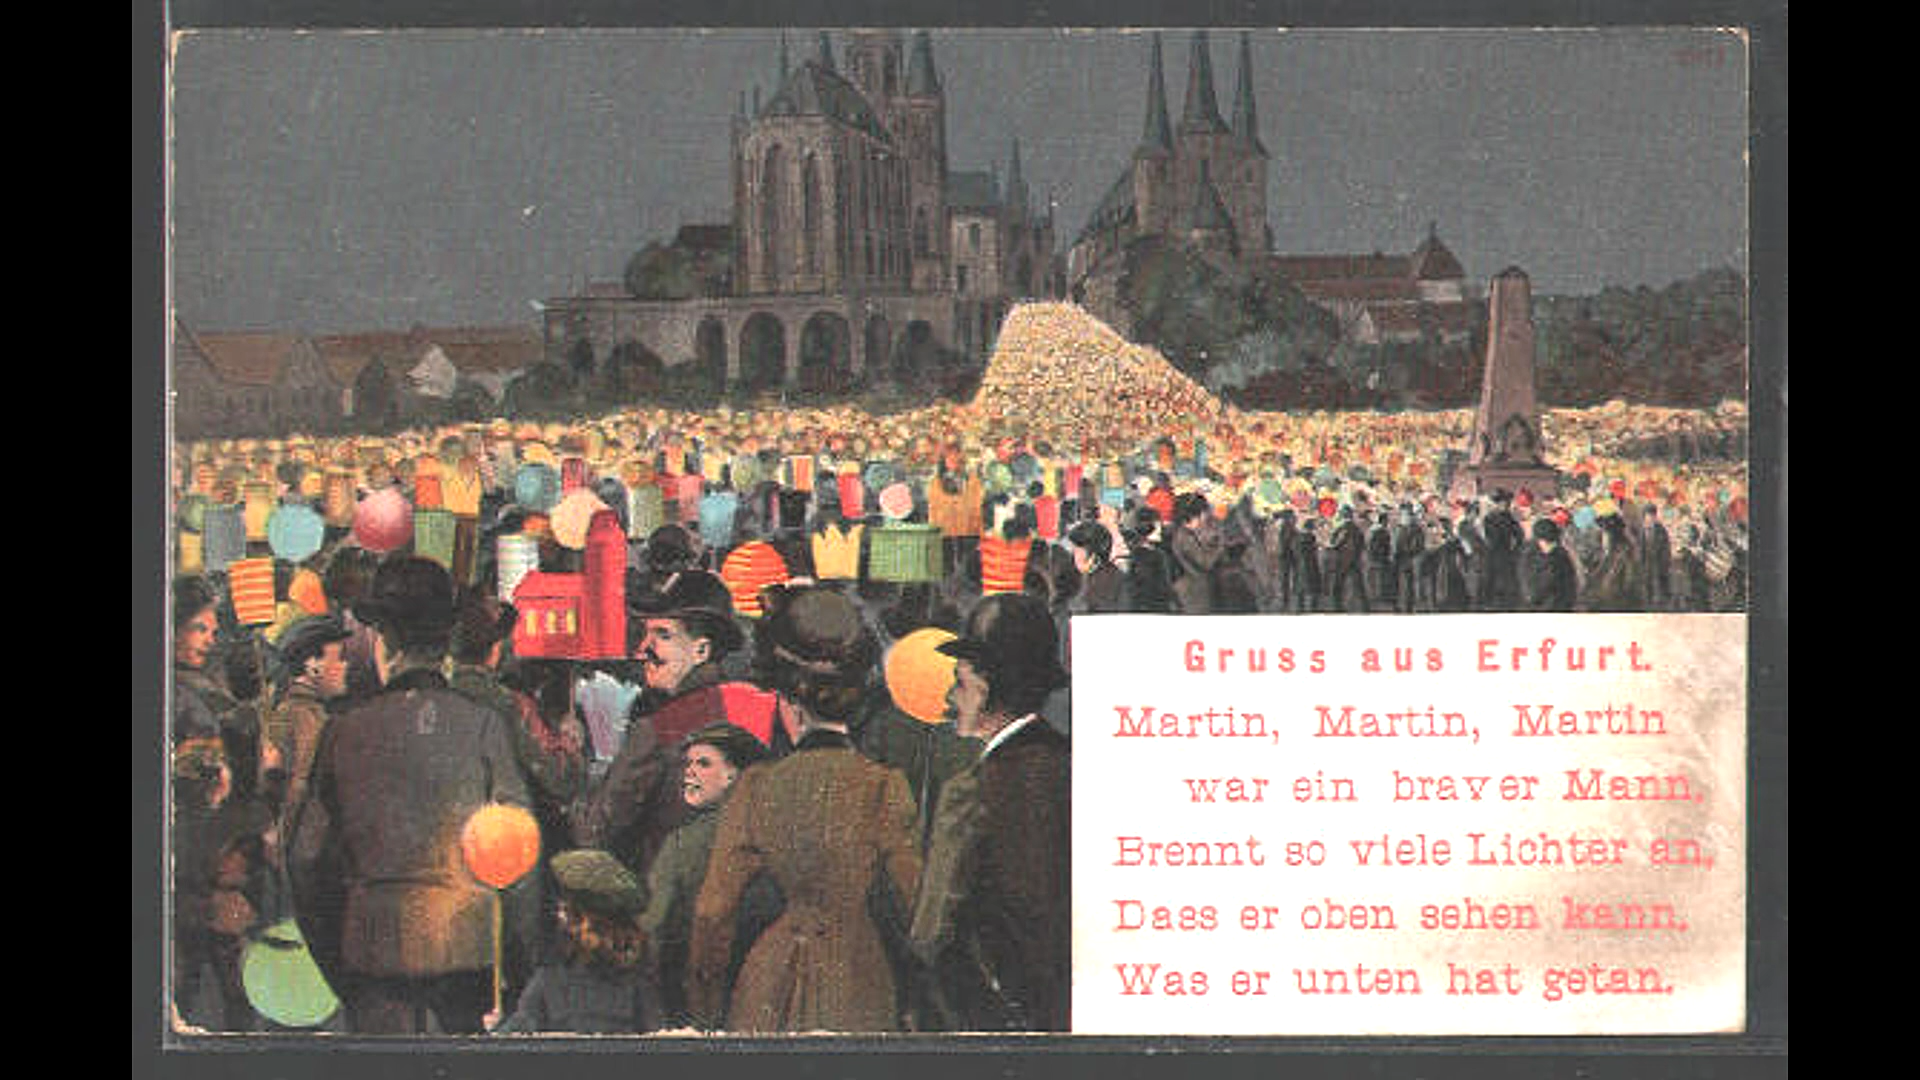 Gruss aus Erfurt.
Martin, Martin, Martin
war ein braver Mann,
Brennt so viele Lichter an,
Dass er oben sehen kann,
Was er unten hat getan.